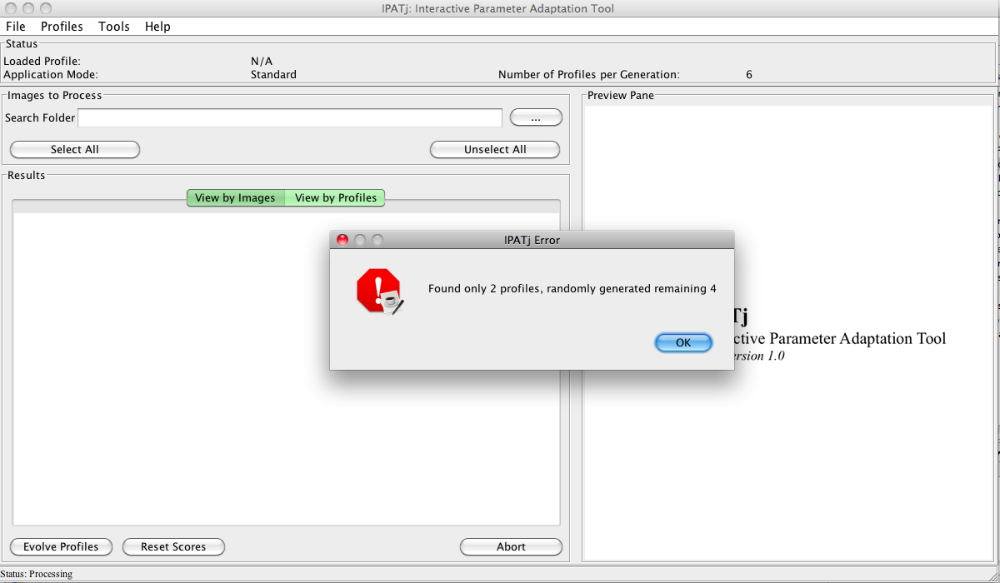 IPATj: Interactive Parameter Adaptation Tool
File Profiles Tools Help
Status
Loaded Profile: N/A
Application Mode: Standard Number of Profiles per Generation: 6
Images to Process
Preview Pane
Search Folder ...
Select All Unselect All
Results
View by Images View by Profiles
IPATj Error
Found only 2 profiles, randomly generated remaining 4
OK
Tj
ctive Parameter Adaptation Tool
ersion 1.0
Evolve Profiles Reset Scores Abort
Status: Processing